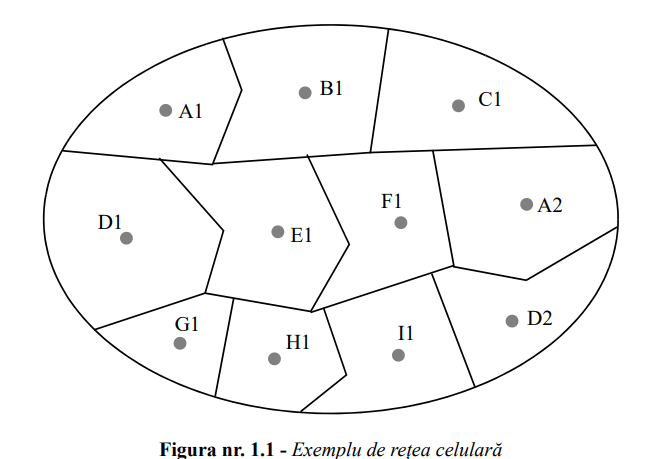 A1
B1
C1
D1
E1
F1
A2
G1
H1
I1
D2
Figura nr. 1.1 - Exemplu de rețea celulară